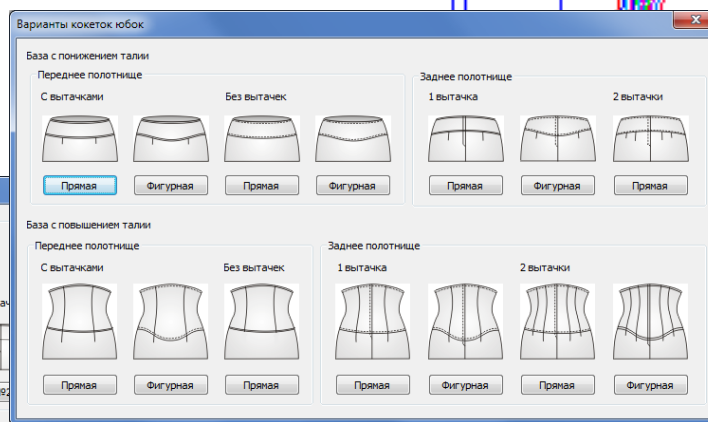 Варианты кокеток юбок
База с понижением талии
Переднее полотнище
Заднее полотнище
С вытачками
Без вытачек
1 вытачка
2 вытачки
Прямая
Фигурная
Прямая
Фигурная
Прямая
Фигурная
Прямая
База с повышением талии
Переднее полотнище
Заднее полотнище
С вытачками
Без вытачек
1 вытачка
2 вытачки
Прямая
Фигурная
Прямая
Прямая
Фигурная
Прямая
Фигурная